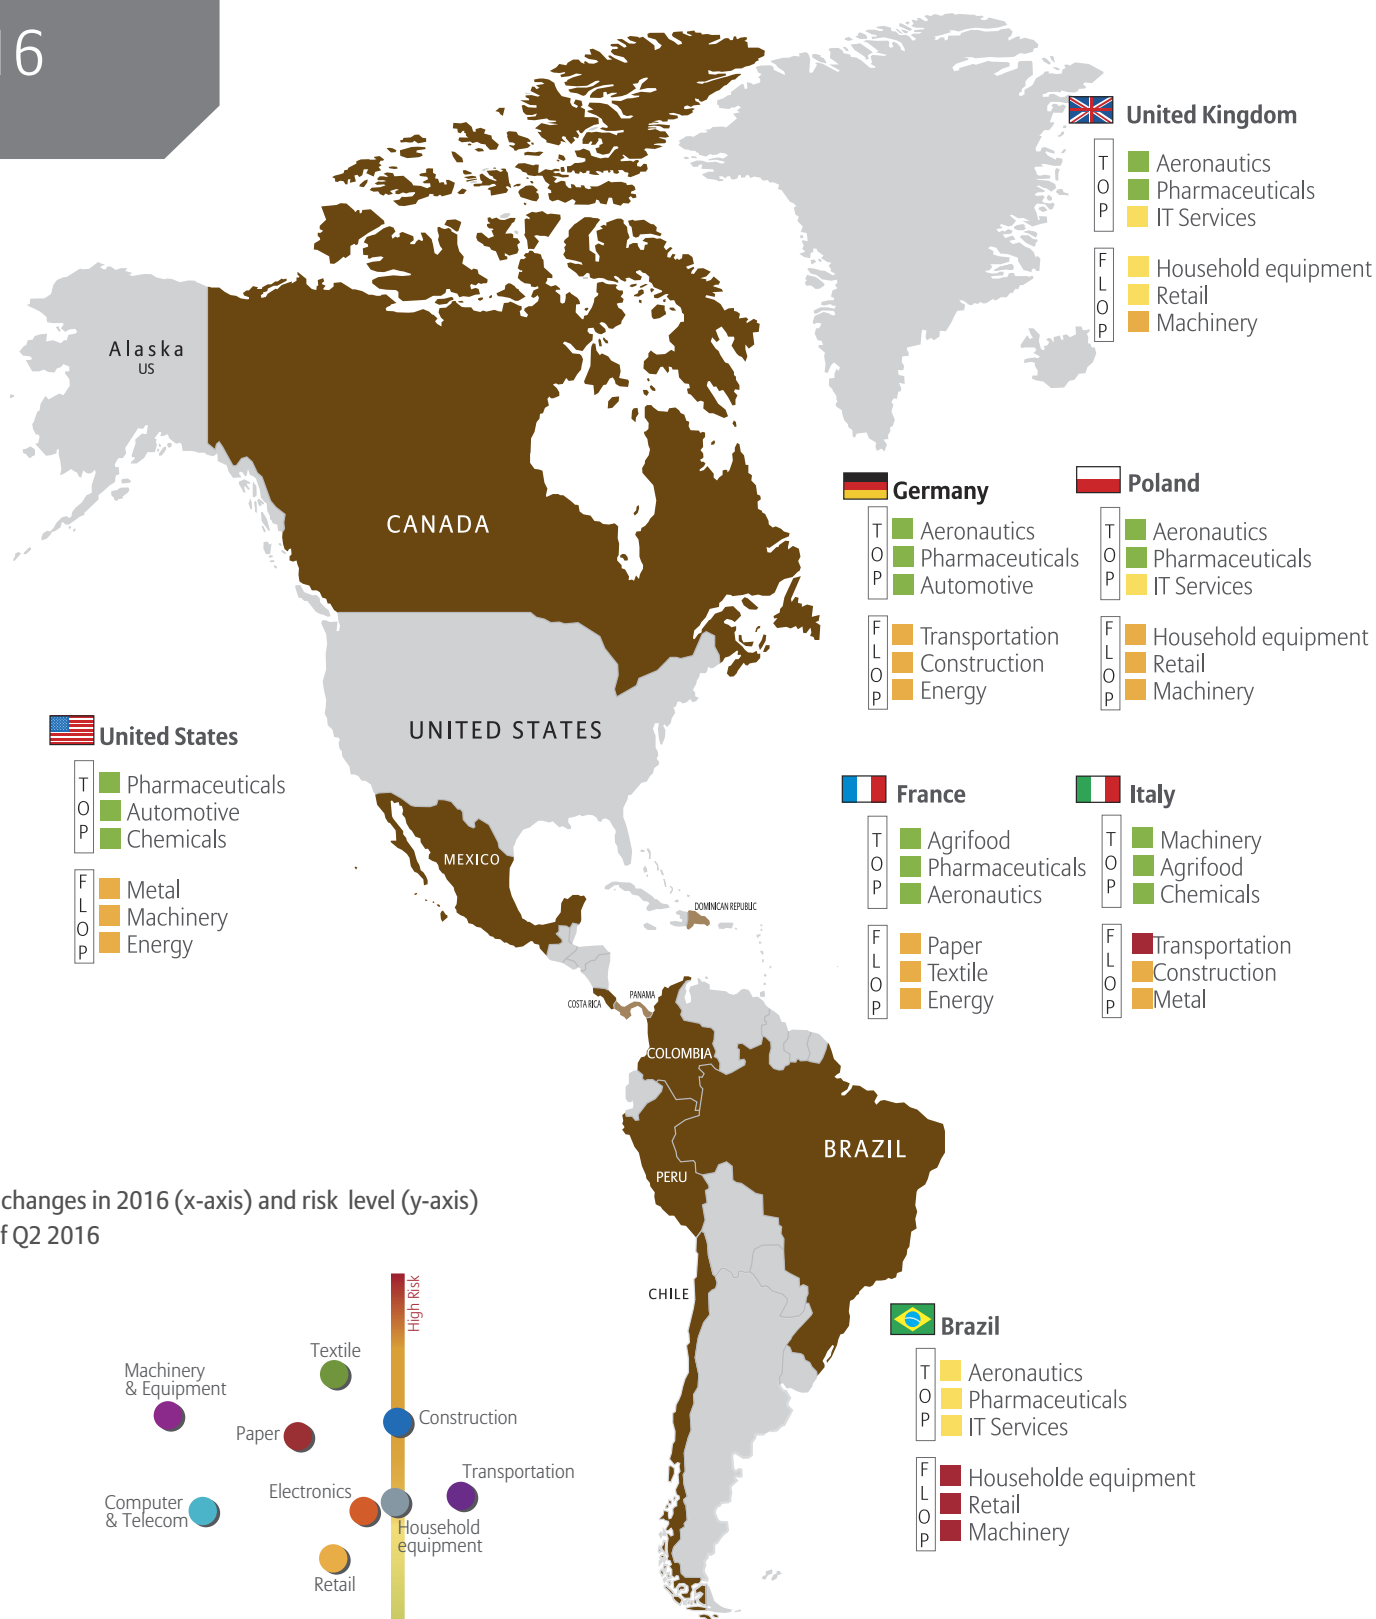 16
United Kingdom
TOP
Aeronautics
Pharmaceuticals
IT Services
FLOP
Household equipment
Retail
Machinery
Alaska
US
CANADA
UNITED STATES
MEXICO
DOMINICAN REPUBLIC
COSTA RICA
PANAMA
COLOMBIA
PERU
BRAZIL
CHILE
Germany
TOP
Aeronautics
Pharmaceuticals
Automotive
FLOP
Transportation
Construction
Energy
Poland
TOP
Aeronautics
Pharmaceuticals
IT Services
FLOP
Household equipment
Retail
Machinery
United States
TOP
Pharmaceuticals
Automotive
Chemicals
FLOP
Metal
Machinery
Energy
France
TOP
Agrifood
Pharmaceuticals
Aeronautics
FLOP
Paper
Textile
Energy
Italy
TOP
Machinery
Agrifood
Chemicals
FLOP
Transportation
Construction
Metal
changes in 2016 (x-axis) and risk level (y-axis)
f Q2 2016
High Risk
Textile
Machinery
& Equipment
Construction
Paper
Transportation
Electronics
Computer
& Telecom
Household
equipment
Retail
Brazil
TOP
Aeronautics
Pharmaceuticals
IT Services
FLOP
Householde equipment
Retail
Machinery